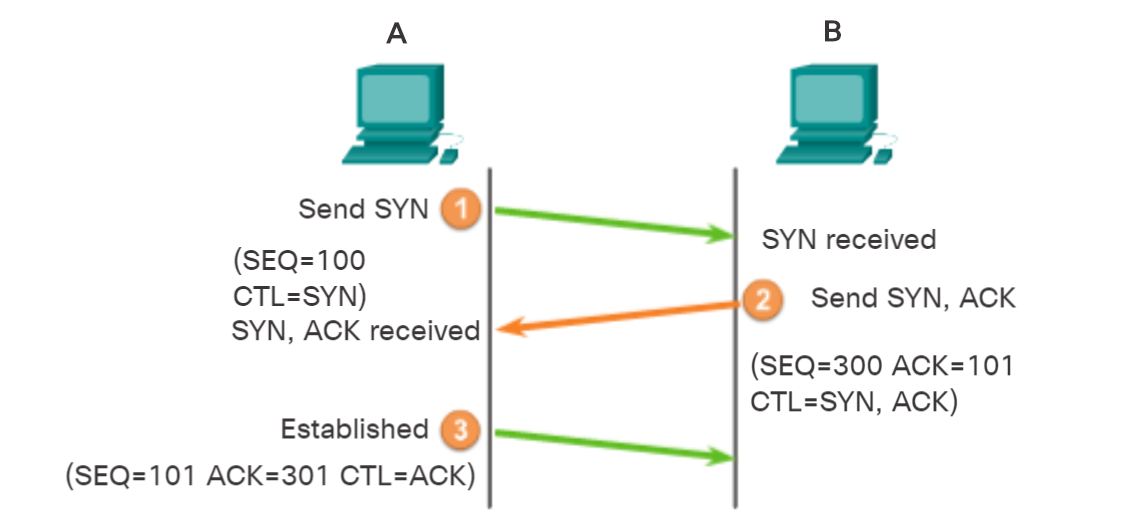 A
B
Send SYN 1
SYN received
(SEQ=100
CTL=SYN)
2 Send SYN, ACK
SYN, ACK received
(SEQ=300 ACK=101
CTL=SYN, ACK)
Established 3
(SEQ=101 ACK=301 CTL=ACK)